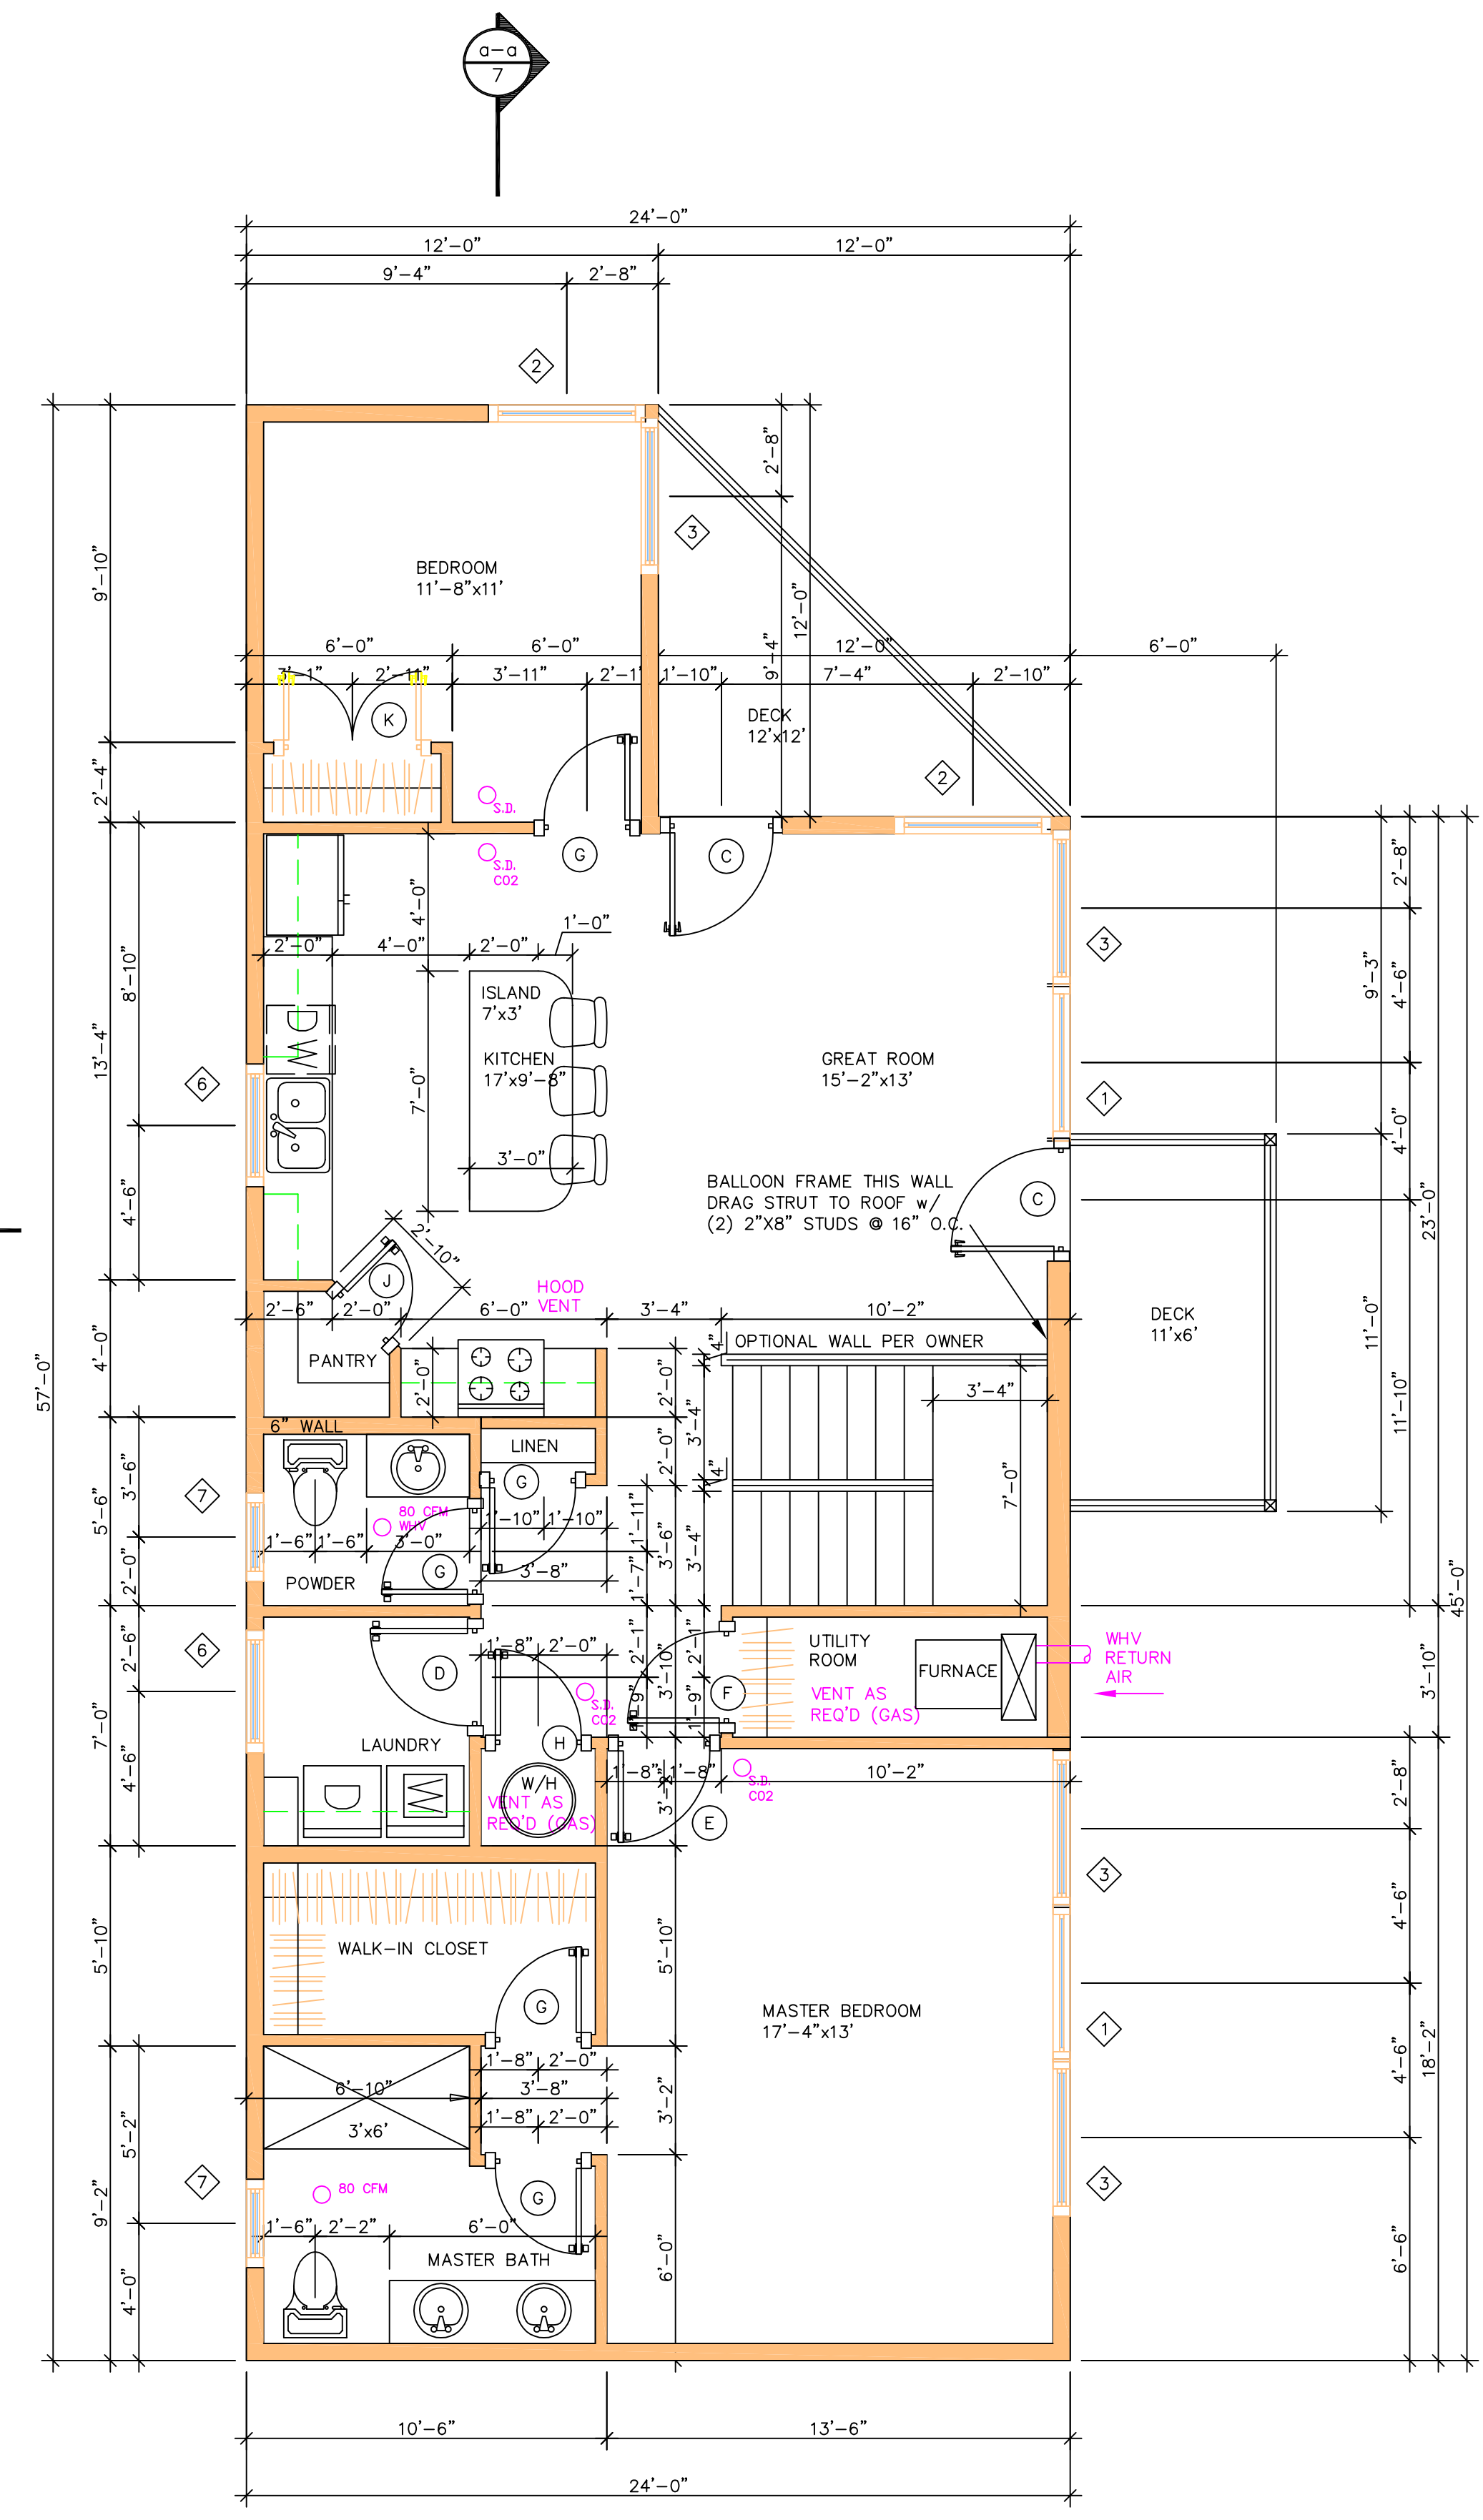 a-a
7
24'-0"
12'-0" 12'-0"
9'-4" 2'-8"
2
2'-8"
3
BEDROOM
11'-8"x11'
9'-10"
12'-0"
9'-4"
6'-0" 6'-0" 12'-0" 6'-0"
3'-1" 2'-11" 3'-11" 2'-1" 1'-10" 7'-4" 2'-10"
K
DECK
12'x12'
2
2'-4"
S.D.
G
C
S.D.
CO2
2'-8"
4'-0"
1'-0"
2'-0" 4'-0" 2'-0"
3
8'-10"
9'-3"
4'-6"
ISLAND
7'x3'
D
W
KITCHEN
17'x9'-8"
GREAT ROOM
15'-2"x13'
13'-4"
6
7'-0"
1
4'-0"
3'-0"
4'-6"
BALLOON FRAME THIS WALL
DRAG STRUT TO ROOF w/
(2) 2"X8" STUDS @ 16" O.C.
C
23'-0"
2'-10"
J
HOOD
VENT
2'-6" 2'-0" 6'-0" 3'-4" 10'-2"
DECK
11'x6'
11'-0"
4"
OPTIONAL WALL PER OWNER
PANTRY
57'-0"
4'-0"
2'-0"
2'-0"
3'-4"
3'-4"
11'-10"
6" WALL
LINEN
2'-0"
4"
G
7
3'-6"
5'-6"
7'-0"
80 CFM
WHV
1'-10" 1'-10"
1'-11"
3'-6"
3'-4"
1'-6" 1'-6" 3'-0"
G
3'-8"
1'-7"
POWDER
2'-0"
45'-0"
6
2'-6"
D
1'-8" 2'-0"
2'-1"
3'-10"
2'-1"
UTILITY
ROOM
FURNACE
WHV
RETURN
AIR
3'-10"
VENT AS
REQ'D (GAS)
F
S.D.
CO2
1'-9"
1'-9"
7'-0"
LAUNDRY
H
4'-6"
D
W
W/H
VENT AS
REQ'D (GAS)
1'-8" 1'-8" 10'-2"
3'-2"
S.D.
CO2
E
2'-8"
3
4'-6"
5'-10"
WALK-IN CLOSET
5'-10"
G
MASTER BEDROOM
17'-4"x13'
1
1'-8" 2'-0"
6'-10" 3'-8"
3'x6'
1'-8" 2'-0"
3'-2"
4'-6"
18'-2"
5'-2"
7
80 CFM
G
3
9'-2"
1'-6" 2'-2" 6'-0"
MASTER BATH
6'-0"
6'-6"
4'-0"
10'-6" 13'-6"
24'-0"